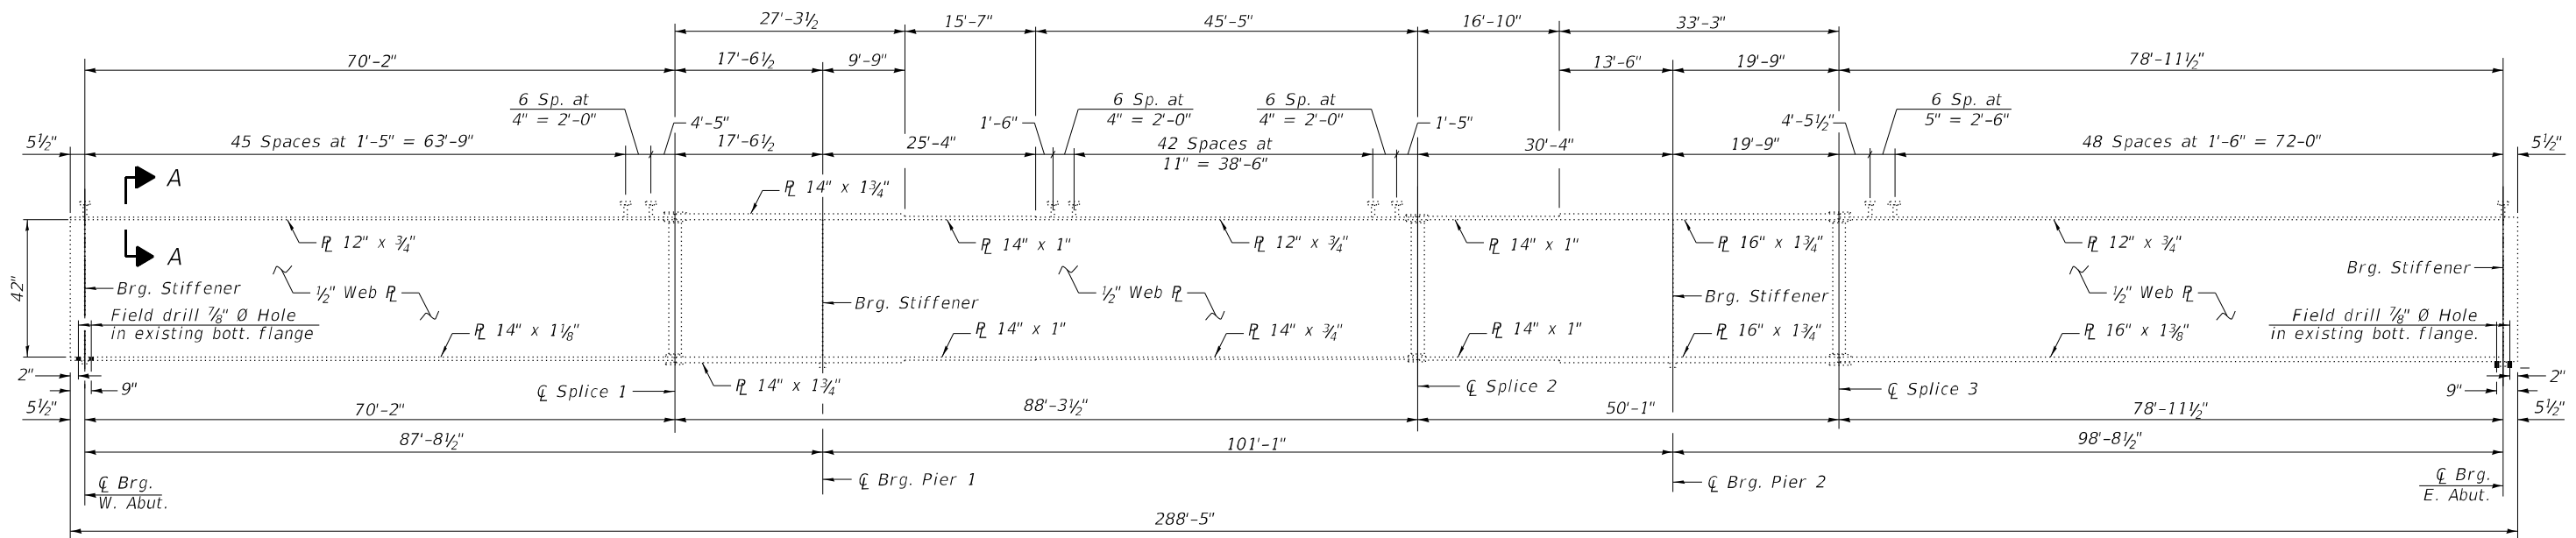 27'-3½ 15'-7" 45'-5" 16'-10" 33'-3"
70'-2" 17'-6½ 9'-9" 13'-6" 19'-9" 78'-11½"
6 Sp. at
4" = 2'-0"
4'-5"
1'-6"
6 Sp. at
4" = 2'-0"
6 Sp. at
4" = 2'-0"
1'-5"
4'-5½"
6 Sp. at
5" = 2'-6"
5½" 45 Spaces at 1'-5" = 63'-9" 17'-6½" 25'-4"
42 Spaces at
11" = 38'-6"
30'-4" 19'-9" 48 Spaces at 1'-6" = 72'-0" 5½"
A
℄ 14" x 1¾"
A
42"
PL 12" x ¾"
PL 14" x 1"
PL 12" x ¾"
PL 14" x 1"
PL 16" x 1¾"
PL 12" x ¾"
Brg. Stiffener
½" Web PL
Brg. Stiffener
½" Web PL
Brg. Stiffener
½" Web PL
Brg. Stiffener
Field drill ⅞" Ø Hole
in existing bott. flange
PL 14" x 1⅛"
PL 14" x 1"
PL 14" x ¾"
PL 14" x 1"
PL 16" x 1¾"
PL 16" x 1⅜"
Field drill ⅞" Ø Hole
in existing bott. flange.
2"
9"
℄ Splice 1
PL 14" x 1¾"
℄ Splice 2
℄ Splice 3
2"
9"
5½" 70'-2" 88'-3½" 50'-1" 78'-11½" 5½"
87'-8½" 101'-1" 98'-8½"
℄ Brg.
W. Abut.
℄ Brg. Pier 1
℄ Brg. Pier 2
℄ Brg.
E. Abut.
288'-5"